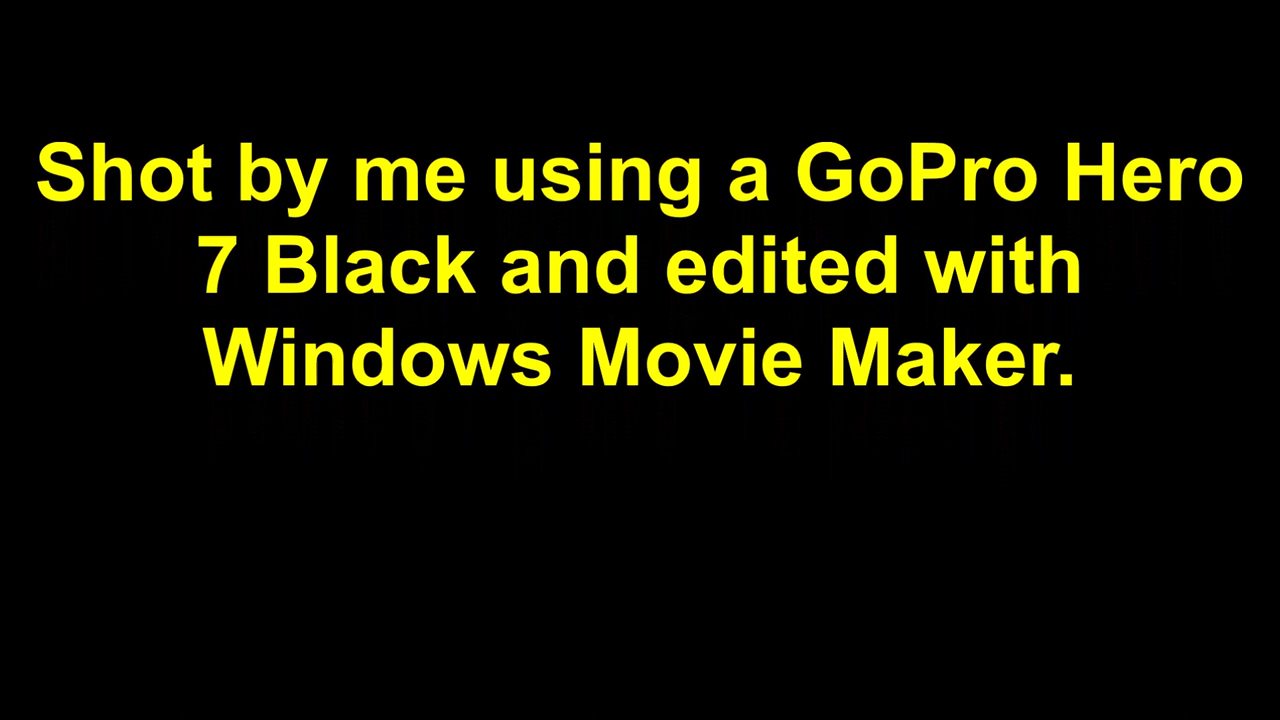 Shot by me using a GoPro Hero
7 Black and edited with
Windows Movie Maker.